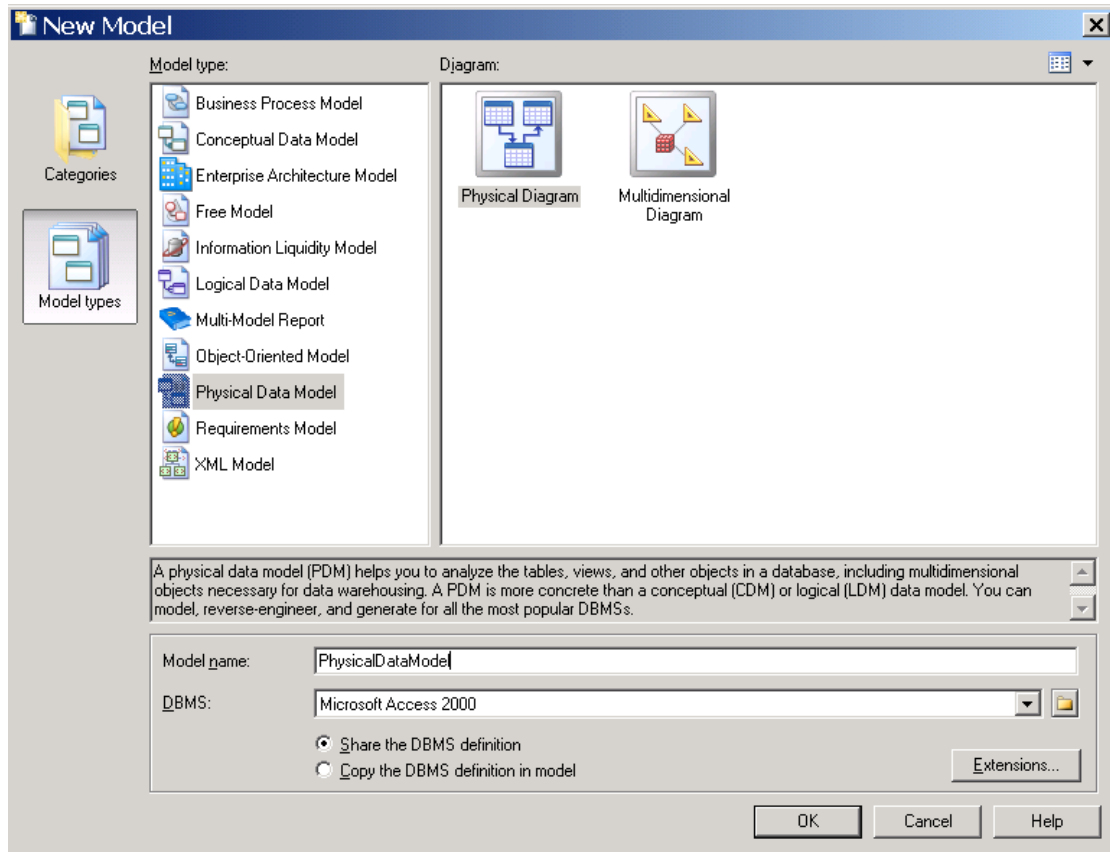 New Model
Model type:
Diagram:
Categories
Model types
Business Process Model
Conceptual Data Model
Enterprise Architecture Model
Free Model
Information Liquidity Model
Logical Data Model
Multi-Model Report
Object-Oriented Model
Physical Data Model
Requirements Model
XML Model
Physical Diagram
Multidimensional
Diagram
A physical data model (PDM) helps you to analyze the tables, views, and other objects in a database, including multidimensional
objects necessary for data warehousing. A PDM is more concrete than a conceptual (CDM) or logical (LDM) data model. You can
model, reverse-engineer, and generate for all the most popular DBMSs.
Model name:
PhysicalDataModel
DBMS:
Microsoft Access 2000
Share the DBMS definition
Copy the DBMS definition in model
Extensions...
OK
Cancel
Help